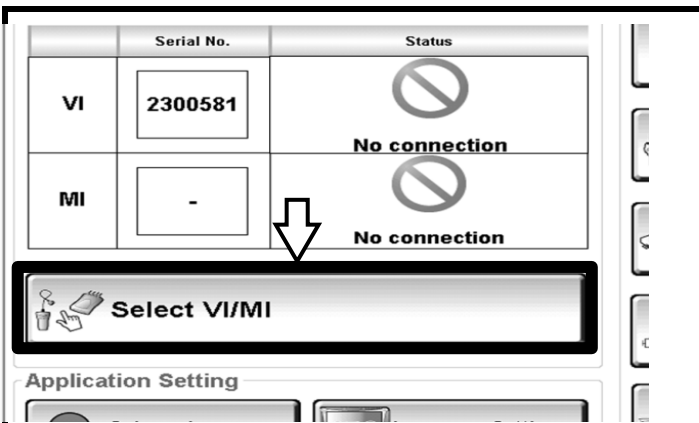 Serial No. Status
VI 2300581 No connection
MI - No connection
Select VI/MI
Application Setting